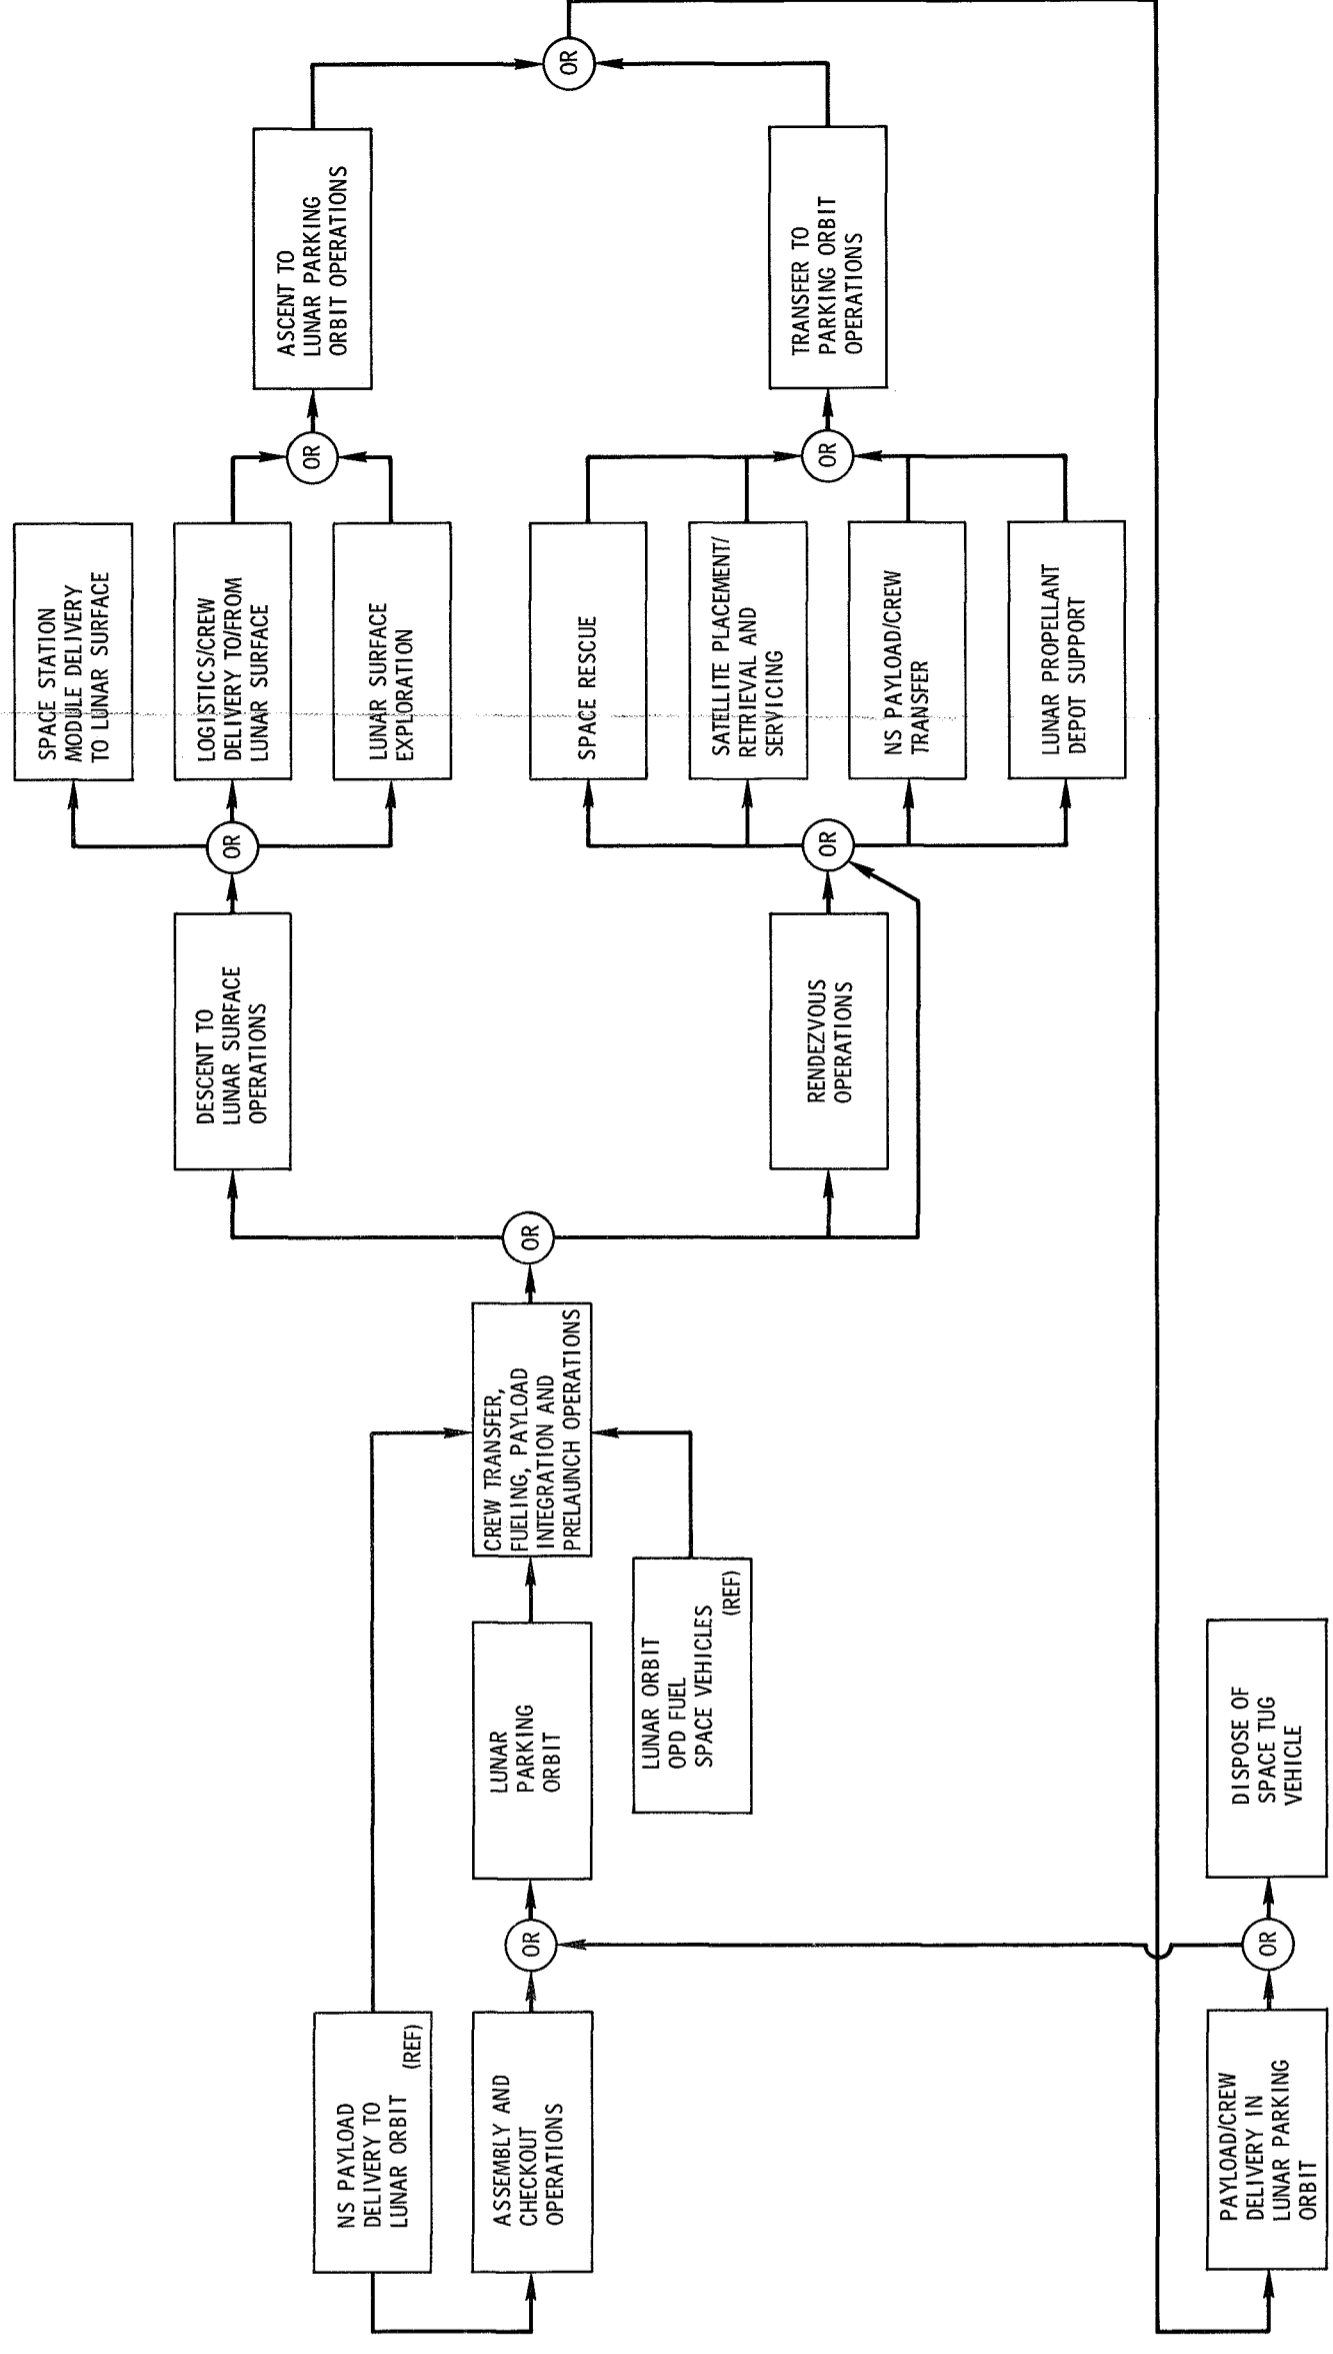 NS PAYLOAD
DELIVERY TO
LUNAR ORBIT
(REF)
ASSEMBLY AND
CHECKOUT
OPERATIONS
OR
LUNAR
PARKING
ORBIT
LUNAR ORBIT
OPD FUEL
SPACE VEHICLES
(REF)
CREW TRANSFER,
FUELING, PAYLOAD
INTEGRATION AND
PRELAUNCH OPERATIONS
OR
DESCENT TO
LUNAR SURFACE
OPERATIONS
OR
SPACE STATION
MODULE DELIVERY
TO LUNAR SURFACE
LOGISTICS/CREW
DELIVERY TO/FROM
LUNAR SURFACE
LUNAR SURFACE
EXPLORATION
OR
ASCENT TO
LUNAR PARKING
ORBIT OPERATIONS
RENDEZVOUS
OPERATIONS
OR
SPACE RESCUE
SATELLITE PLACEMENT/
RETRIEVAL AND
SERVICING
NS PAYLOAD/CREW
TRANSFER
LUNAR PROPELLANT
DEPOT SUPPORT
OR
TRANSFER TO
PARKING ORBIT
OPERATIONS
OR
PAYLOAD/CREW
DELIVERY IN
LUNAR PARKING
ORBIT
OR
DISPOSE OF
SPACE TUG
VEHICLE